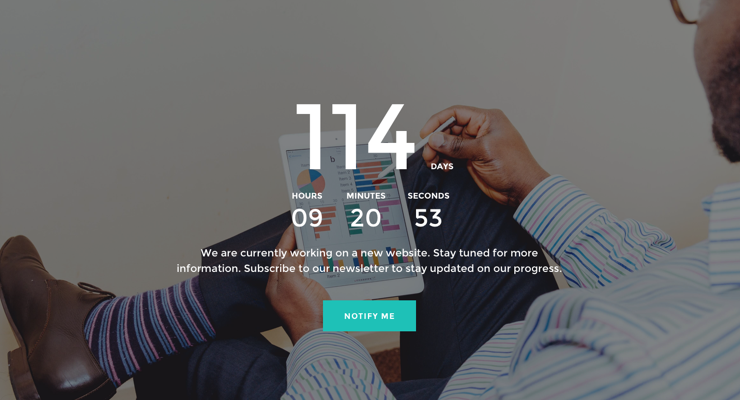 114
DAYS
HOURS MINUTES SECONDS
09 20 53
We are currently working on a new website. Stay tuned for more
information. Subscribe to our newsletter to stay updated on our progress.
NOTIFY ME